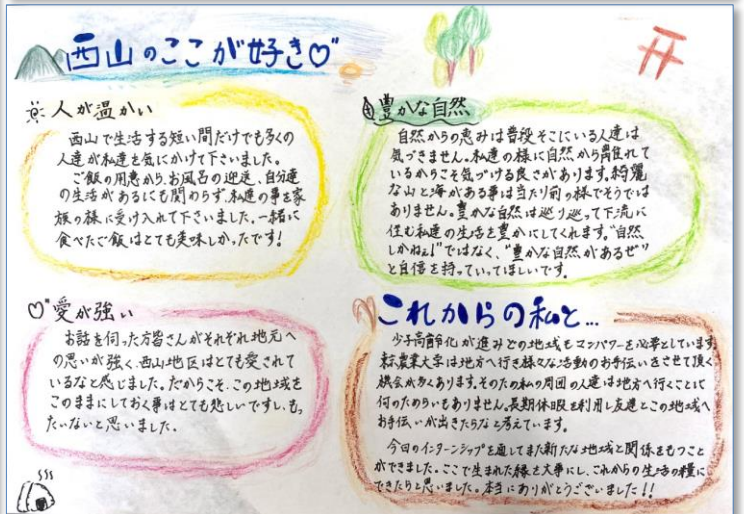 西山のここが好き♡
人が温かい
西山で生活する短い間だけでも多くの
人達が私達を気にかけて下さいました。
ご飯の用意から、お風呂の迎送、自分達
の生活があるにも関わらず、私達の事を家
族の様に受け入れて下さいました。一緒に
食べたご飯はとても美味しかったです!
豊かな自然
自然からの恵みは普段そこにいる人達は
気づきません。私達の様に自然から離れて
いるからこそ気づける良さがあります。綺麗
な山と海がある事は当たり前の様でそうでは
ありません。豊かな自然は巡り巡って下流に
住む私達の生活を豊かにしてくれます。"自然
しかねぇ!"ではなく、"豊かな自然があるぜ"
と自信を持っていってほしいです。
♡愛が強い
お話を伺った方皆さんがそれぞれ地元へ
の思いが強く、西山地区はとても愛されて
いるなと感じました。だからこそ、この地域を
このままにしておく事はとても悲しいですし、もっ
たいないと思いました。
これからの私と…
少子高齢化が進みどの地域もマンパワーを必要としています。
東京農業大学は地方へ行き様々な活動のお手伝いをさせて頂く
機会が多くあります。そのため私の周囲の人達は地方へ行くことに
何のためらいもありません。長期休暇を利用し友達とこの地域へ
お手伝いが出きたらなと考えています。
今回のインターンシップを通してまた新たな地域と関係をもつこと
ができました。ここで生まれた縁を大事にし、これからの生活の糧に
できたらと思いました。本当にありがとうございました!!